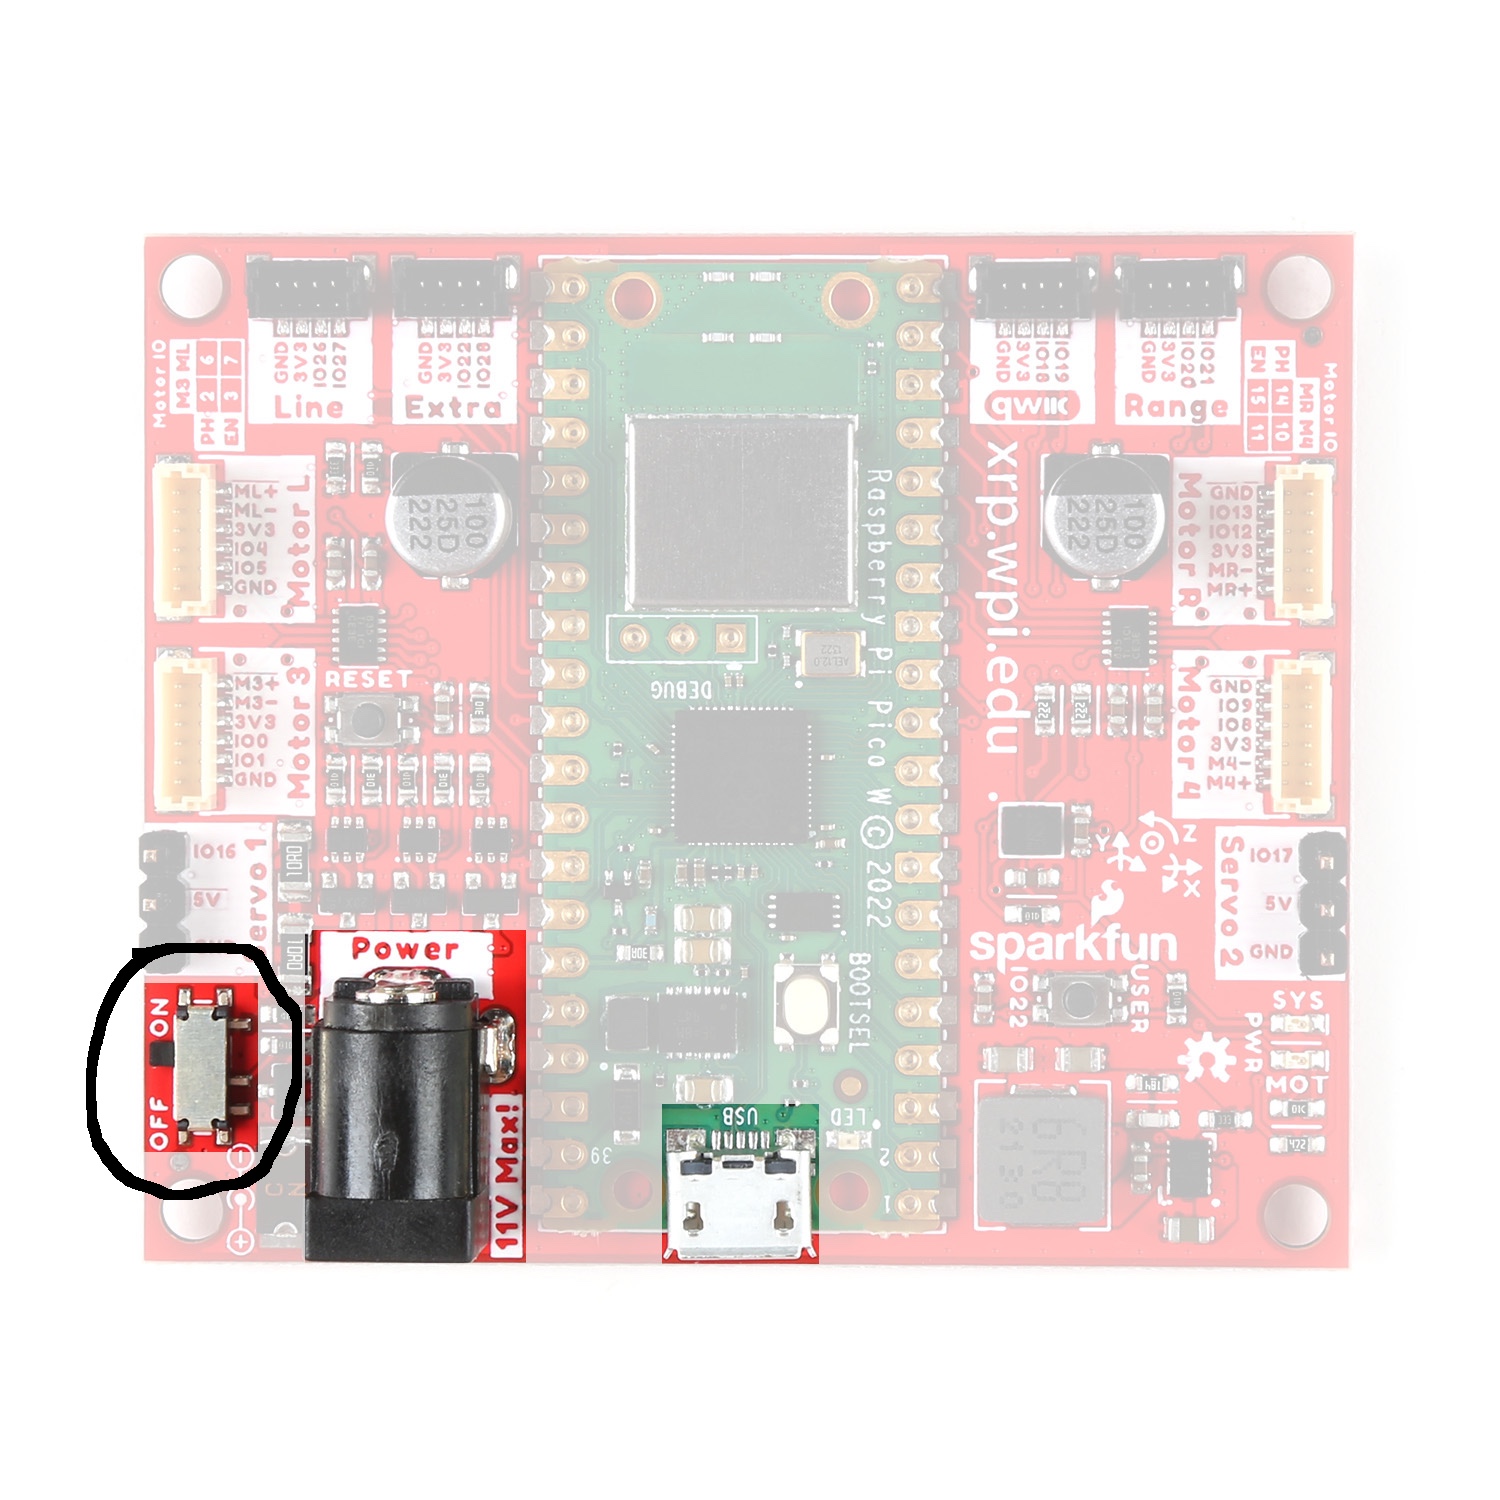 Motor IO
M3 ML
PH 2 6
EN 3 7
GND
3V3
IO26
IO27
Line
GND
3V3
IO22
IO28
Extra
GND
3V3
IO18
IO19
qwiic
GND
3V3
IO20
IO21
Range
PH 14 10
EN 15 11
MR M4
Motor IO
ML+
ML-
3V3
IO4
IO5
GND
Motor L
100
25D
222
Raspberry Pi Pico W © 2022
xrp.wpi.edu
100
25D
222
Motor R
GND
IO13
IO12
3V3
MR-
MR+
M3+
M3-
3V3
IO0
IO1
GND
Motor 3
RESET
DEBUG
Motor 4
GND
IO9
IO8
3V3
M4-
M4+
IO16
5V
Y
Z
X
Servo 2
IO17
5V
GND
sparkfun
Power
ON
OFF
11V Max!
BOOTSEL
IO22
USER
SYS
PWR
MOT
USB
LED
39
2
1
6R8
2130